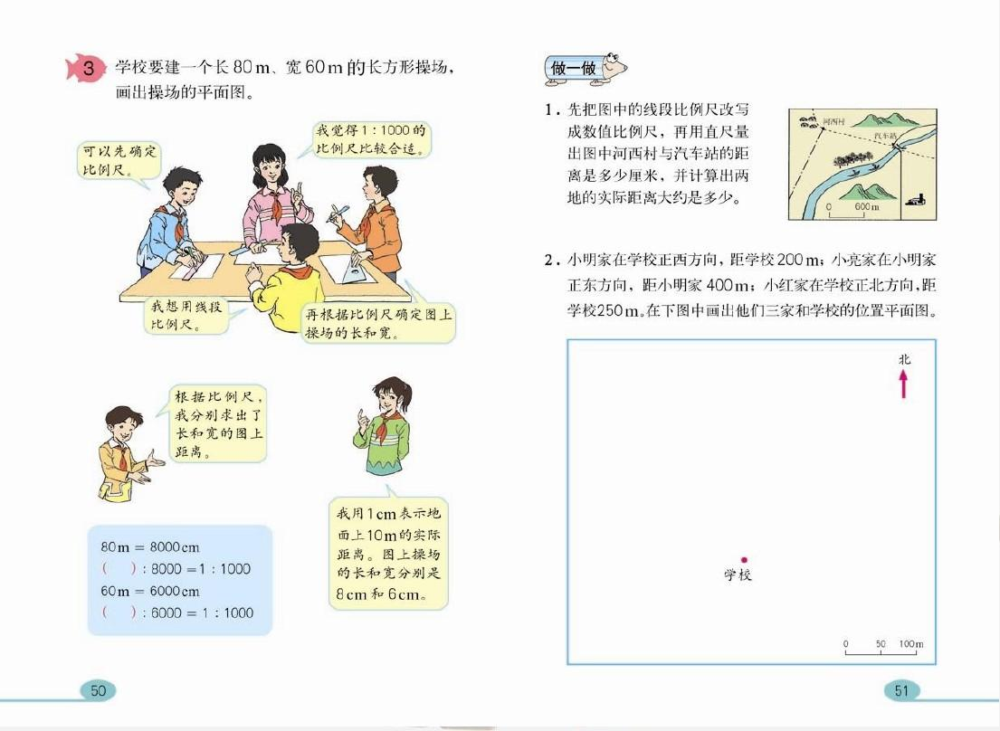 3 学校要建一个长 80 m、宽 60 m 的长方形操场，
画出操场的平面图。
可以先确定
比例尺。
我觉得 1 : 1000 的
比例尺比较合适。
我想用线段
比例尺。
再根据比例尺确定图上
操场的长和宽。
根据比例尺，
我分别求出了
长和宽的图上
距离。
我用1cm表示地
面上10m的实际
距离。图上操场
的长和宽分别是
8cm 和 6cm。
80 m = 8000 cm
(　) : 8000 = 1 : 1000
60 m = 6000 cm
(　) : 6000 = 1 : 1000
50
做一做
1. 先把图中的线段比例尺改写
成数值比例尺，再用直尺量
出图中河西村与汽车站的距
离是多少厘米，并计算出两
地的实际距离大约是多少。
河西村
汽车站
0 600 m
2. 小明家在学校正西方向，距学校 200 m；小亮家在小明家
正东方向，距小明家 400 m；小红家在学校正北方向，距
学校250 m。在下图中画出他们三家和学校的位置平面图。
北
学校
0 50 100 m
51